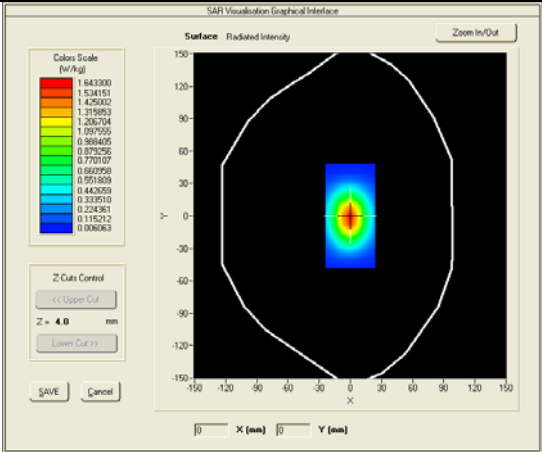 SAR Visualisation Graphical Interface
Surface Radiated Intensity
Zoom In/Out
Colors Scale
(W/kg)
1.643300
1.534151
1.425002
1.315853
1.206704
1.097555
0.988405
0.879256
0.770107
0.660958
0.551809
0.442659
0.333510
0.224361
0.115212
0.006063
150-
120-
90-
60-
30-
0-
-30-
-60-
-90-
-120-
-150-
Y
-150 -120 -90 -60 -30 0 30 60 90 120 150
X
Z-Cuts Control
<< Upper Cut
Z = 4.0 mm
Lower Cut >>
SAVE Cancel
0 X (mm) 0 Y (mm)